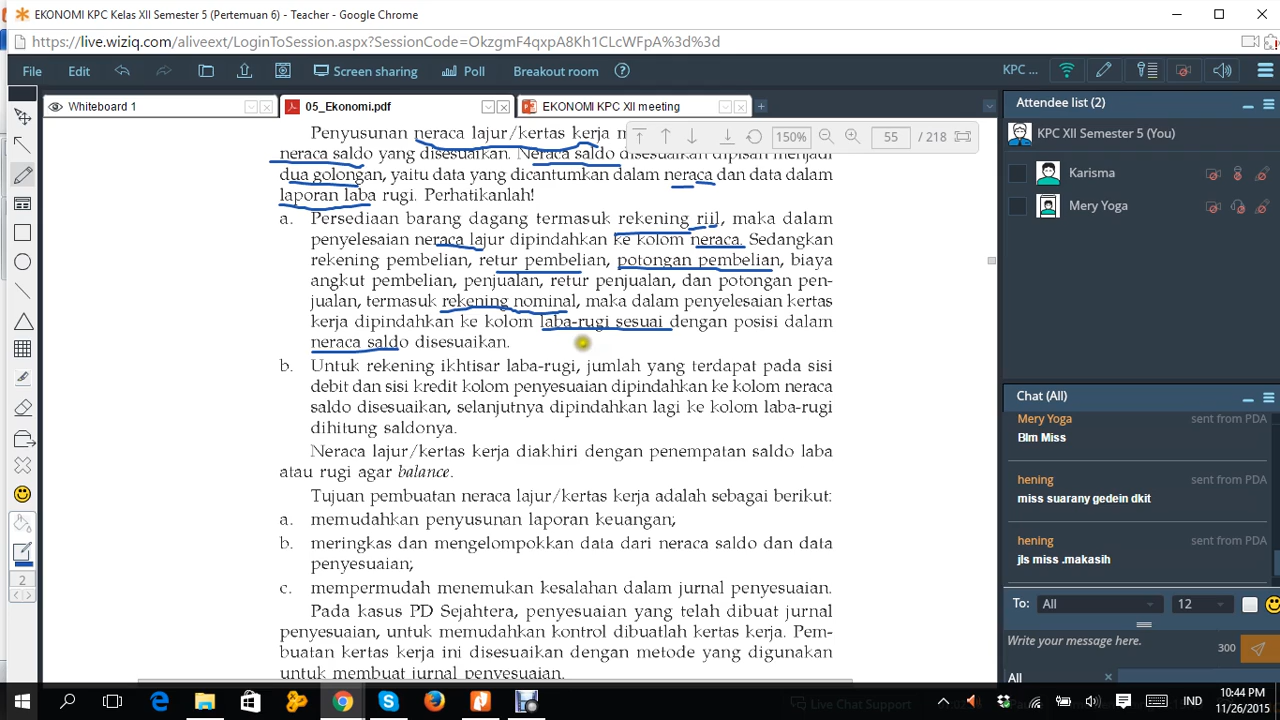 EKONOMI KPC Kelas XII Semester 5 (Pertemuan 6) - Teacher - Google Chrome
https://live.wiziq.com/aliveext/LoginToSession.aspx?SessionCode=OkzgmF4qxpA8Kh1CLcWFpA%3d%3d
File Edit Screen sharing Poll Breakout room KPC ...
Whiteboard 1 05_Ekonomi.pdf EKONOMI KPC XII meeting
150% 55 / 218
Penyusunan neraca lajur/kertas kerja
neraca saldo yang disesuaikan. Neraca saldo disesuaikan dipisah menjadi
dua golongan, yaitu data yang dicantumkan dalam neraca dan data dalam
laporan laba rugi. Perhatikanlah!
a. Persediaan barang dagang termasuk rekening riil, maka dalam
penyelesaian neraca lajur dipindahkan ke kolom neraca. Sedangkan
rekening pembelian, retur pembelian, potongan pembelian, biaya
angkut pembelian, penjualan, retur penjualan, dan potongan pen-
jualan, termasuk rekening nominal, maka dalam penyelesaian kertas
kerja dipindahkan ke kolom laba-rugi sesuai dengan posisi dalam
neraca saldo disesuaikan.
b. Untuk rekening ikhtisar laba-rugi, jumlah yang terdapat pada sisi
debit dan sisi kredit kolom penyesuaian dipindahkan ke kolom neraca
saldo disesuaikan, selanjutnya dipindahkan lagi ke kolom laba-rugi
dihitung saldonya.
Neraca lajur/kertas kerja diakhiri dengan penempatan saldo laba
atau rugi agar balance.
Tujuan pembuatan neraca lajur/kertas kerja adalah sebagai berikut:
a. memudahkan penyusunan laporan keuangan;
b. meringkas dan mengelompokkan data dari neraca saldo dan data
penyesuaian;
c. mempermudah menemukan kesalahan dalam jurnal penyesuaian.
Pada kasus PD Sejahtera, penyesuaian yang telah dibuat jurnal
penyesuaian, untuk memudahkan kontrol dibuatlah kertas kerja. Pem-
buatan kertas kerja ini disesuaikan dengan metode yang digunakan
untuk membuat jurnal penyesuaian.
2
Attendee list (2)
KPC XII Semester 5 (You)
Karisma
Mery Yoga
Chat (All)
Mery Yoga sent from PDA
Blm Miss
hening sent from PDA
miss suarany gedein dkit
hening sent from PDA
jls miss .makasih
To: All 12
Write your message here. 300
All
Live Chat Support
IND
10:44 PM
11/26/2015